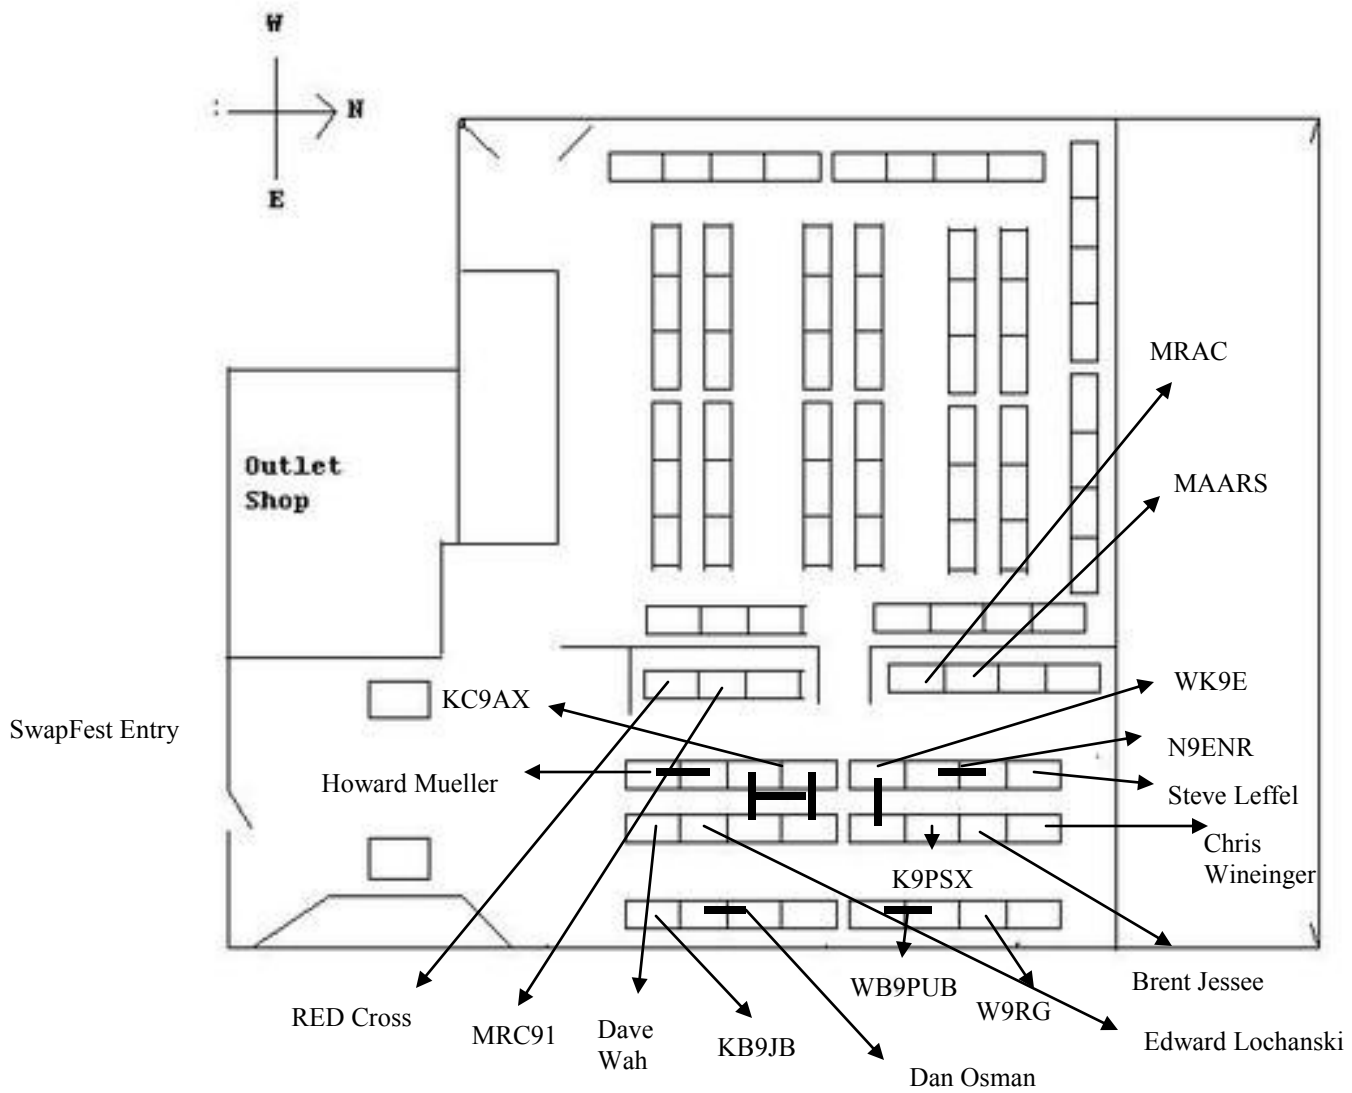 W
: N
E
MRAC
Outlet
Shop
MAARS
KC9AX
WK9E
SwapFest Entry
N9ENR
Howard Mueller
Steve Leffel
Chris
Wineinger
K9PSX
Brent Jessee
WB9PUB
W9RG
RED Cross
MRC91
Dave
Wah
KB9JB
Edward Lochanski
Dan Osman